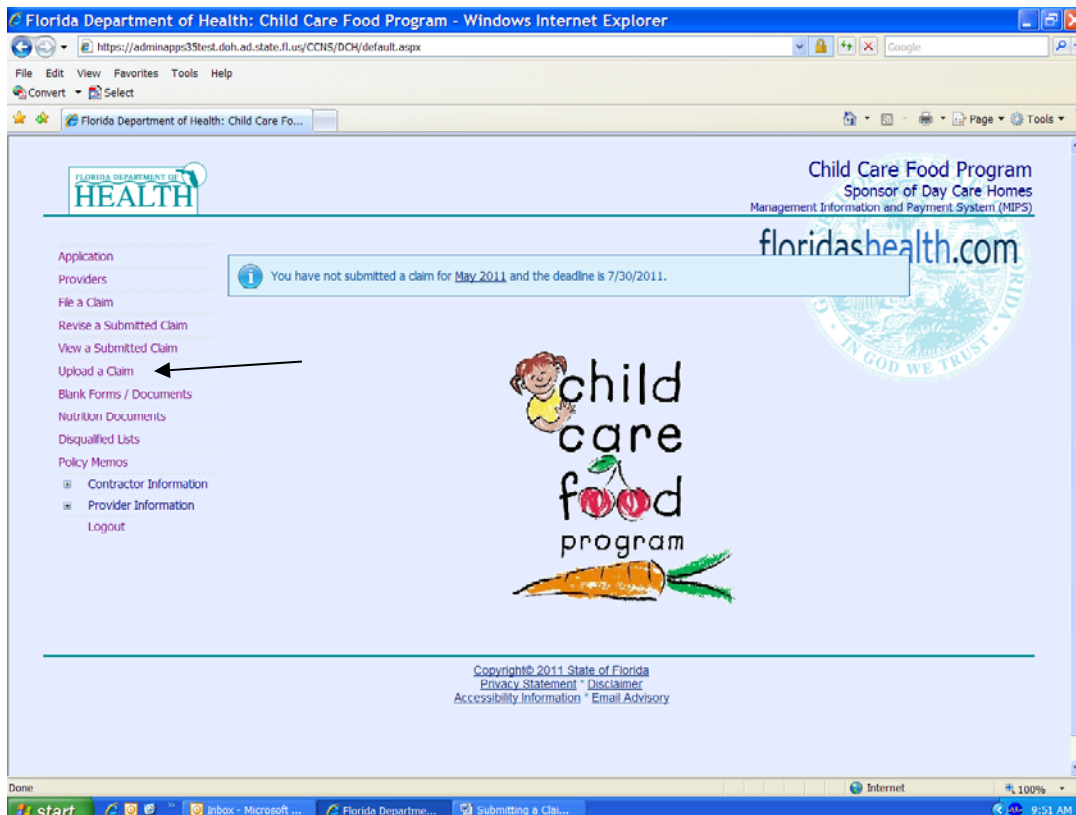 Florida Department of Health: Child Care Food Program - Windows Internet Explorer
https://adminapps35test.doh.ad.state.fl.us/CCNS/DCH/default.aspx
Google
File Edit View Favorites Tools Help
Convert Select
Florida Department of Health: Child Care Fo...
Page Tools
FLORIDA DEPARTMENT OF
HEALTH
Child Care Food Program
Sponsor of Day Care Homes
Management Information and Payment System (MIPS)
floridashealth.com
Application
Providers
File a Claim
Revise a Submitted Claim
View a Submitted Claim
Upload a Claim
Blank Forms / Documents
Nutrition Documents
Disqualified Lists
Policy Memos
Contractor Information
Provider Information
Logout
You have not submitted a claim for May 2011 and the deadline is 7/30/2011.
IN GOD WE TRUST
child
care
food
program
Copyright© 2011 State of Florida
Privacy Statement * Disclaimer
Accessibility Information * Email Advisory
Done
Internet
100%
start
Inbox - Microsoft ...
Florida Departme...
Submitting a Clai...
9:51 AM